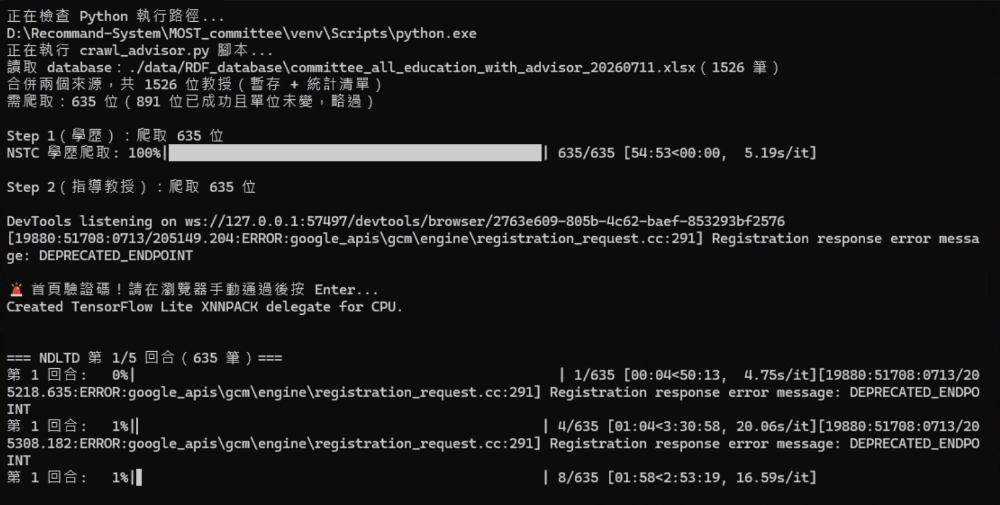 正在檢查 Python 執行路徑...
D:\Recommand-System\MOST_committee\venv\Scripts\python.exe
正在執行 crawl_advisor.py 腳本...
讀取 database：./data/RDF_database\committee_all_education_with_advisor_20260711.xlsx（1526 筆）
合併兩個來源，共 1526 位教授（暫存 + 統計清單）
需爬取：635 位（891 位已成功且單位未變，略過）
Step 1（學歷）：爬取 635 位
NSTC 學歷爬取: 100%| | 635/635 [54:53<00:00,  5.19s/it]
Step 2（指導教授）：爬取 635 位
DevTools listening on ws://127.0.0.1:57497/devtools/browser/2763e609-805b-4c62-baef-853293bf2576
[19880:51708:0713/205149.204:ERROR:google_apis\gcm\engine\registration_request.cc:291] Registration response error messa
ge: DEPRECATED_ENDPOINT
🚨 首頁驗證碼！請在瀏覽器手動通過後按 Enter...
Created TensorFlow Lite XNNPACK delegate for CPU.
=== NDLTD 第 1/5 回合（635 筆）===
第 1 回合:   0%| | 1/635 [00:04<50:13,  4.75s/it][19880:51708:0713/20
5218.635:ERROR:google_apis\gcm\engine\registration_request.cc:291] Registration response error message: DEPRECATED_ENDPO
INT
第 1 回合:   1%| | 4/635 [01:04<3:30:58, 20.06s/it][19880:51708:0713/20
5308.182:ERROR:google_apis\gcm\engine\registration_request.cc:291] Registration response error message: DEPRECATED_ENDPO
INT
第 1 回合:   1%| | 8/635 [01:58<2:53:19, 16.59s/it]